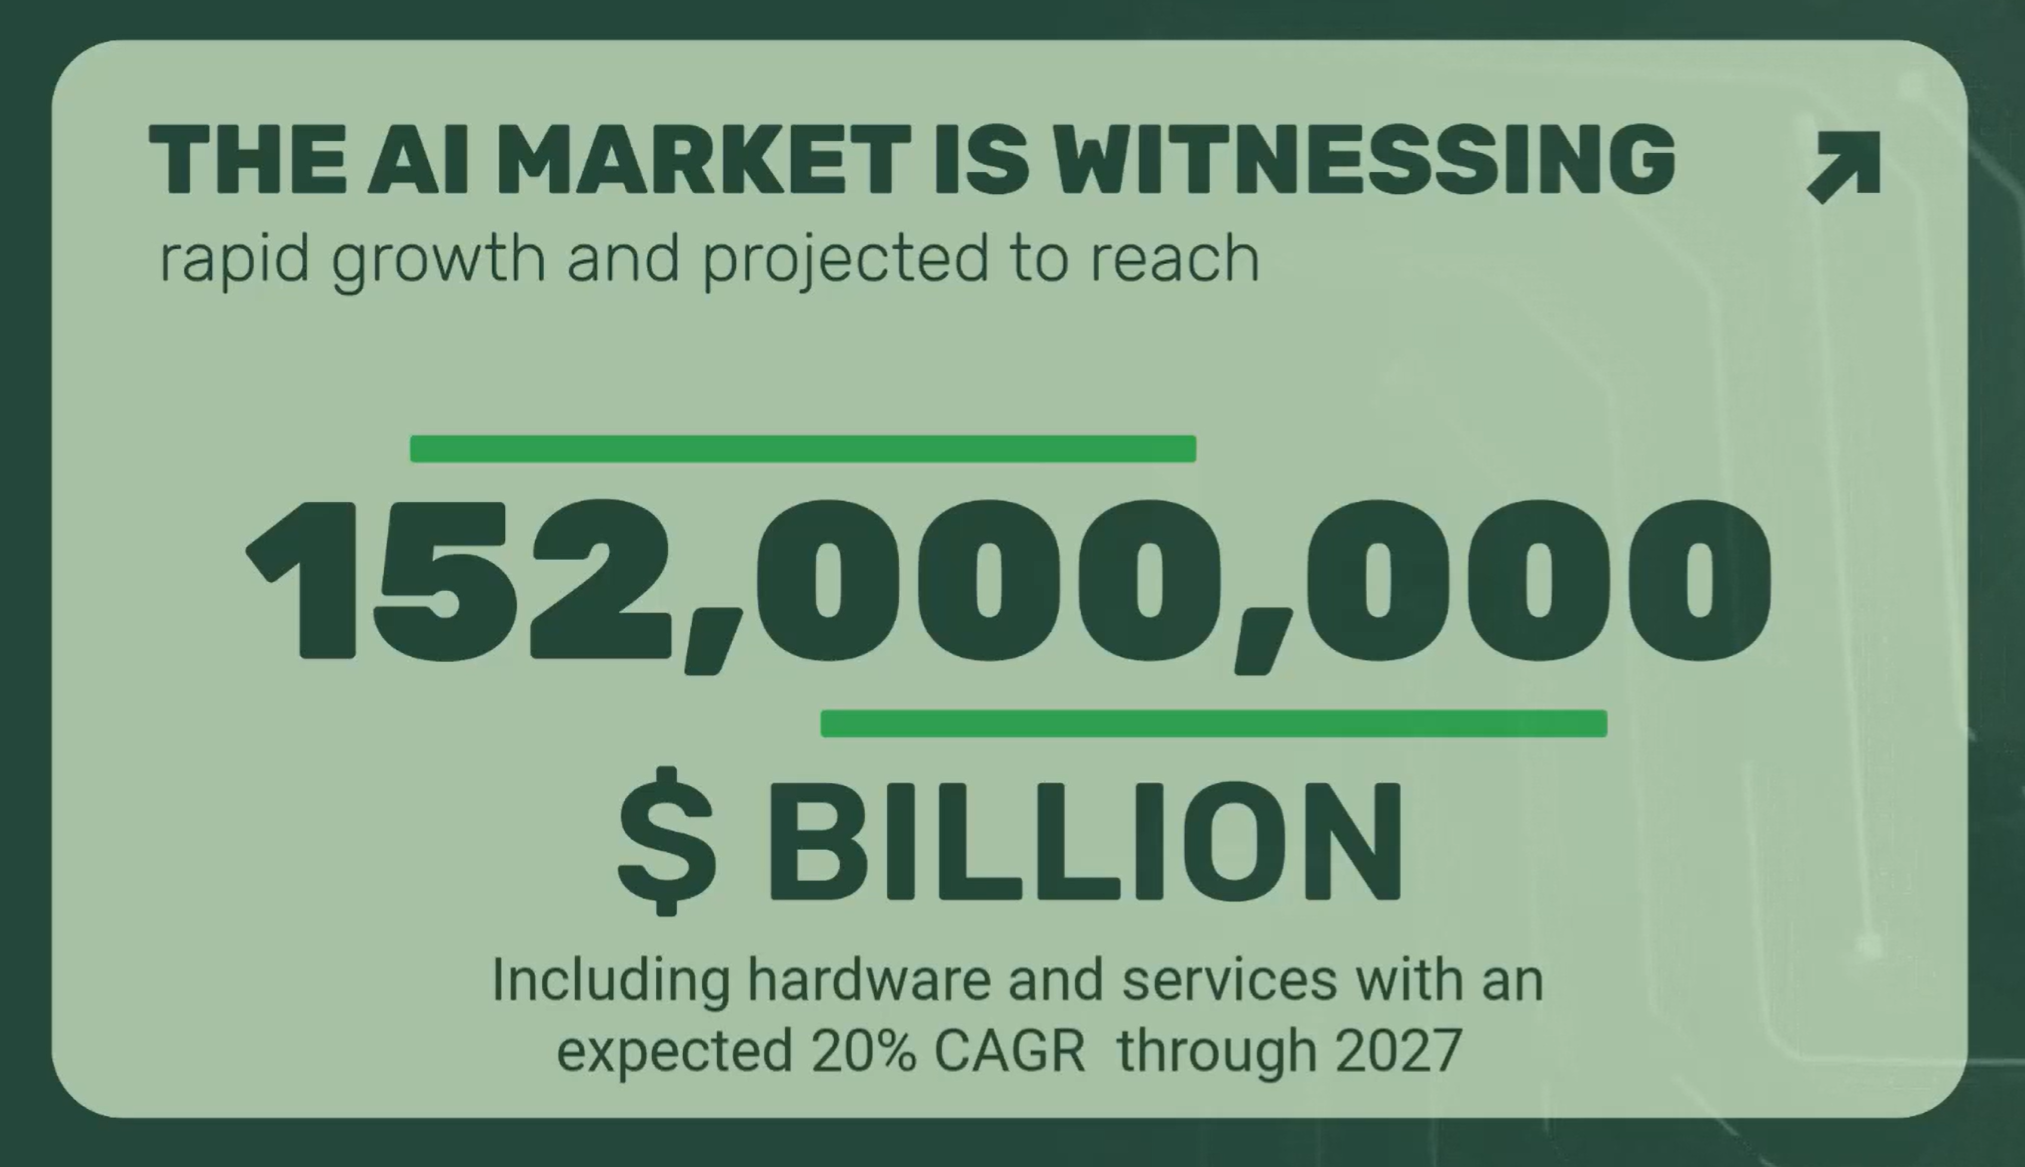 THE AI MARKET IS WITNESSING
rapid growth and projected to reach
152,000,000
$ BILLION
Including hardware and services with an
expected 20% CAGR through 2027